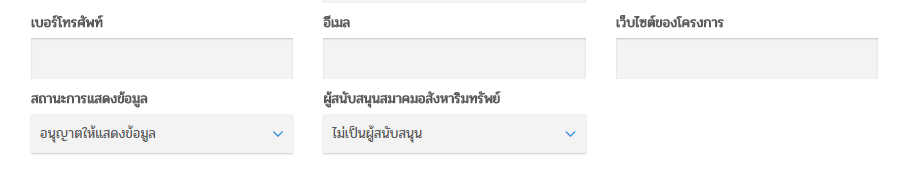 เบอร์โทรศัพท์ อีเมล เว็บไซต์ของโครงการ
สถานะการแสดงข้อมูล ผู้สนับสนุนสมาคมอสังหาริมทรัพย์
อนุญาตให้แสดงข้อมูล ไม่เป็นผู้สนับสนุน